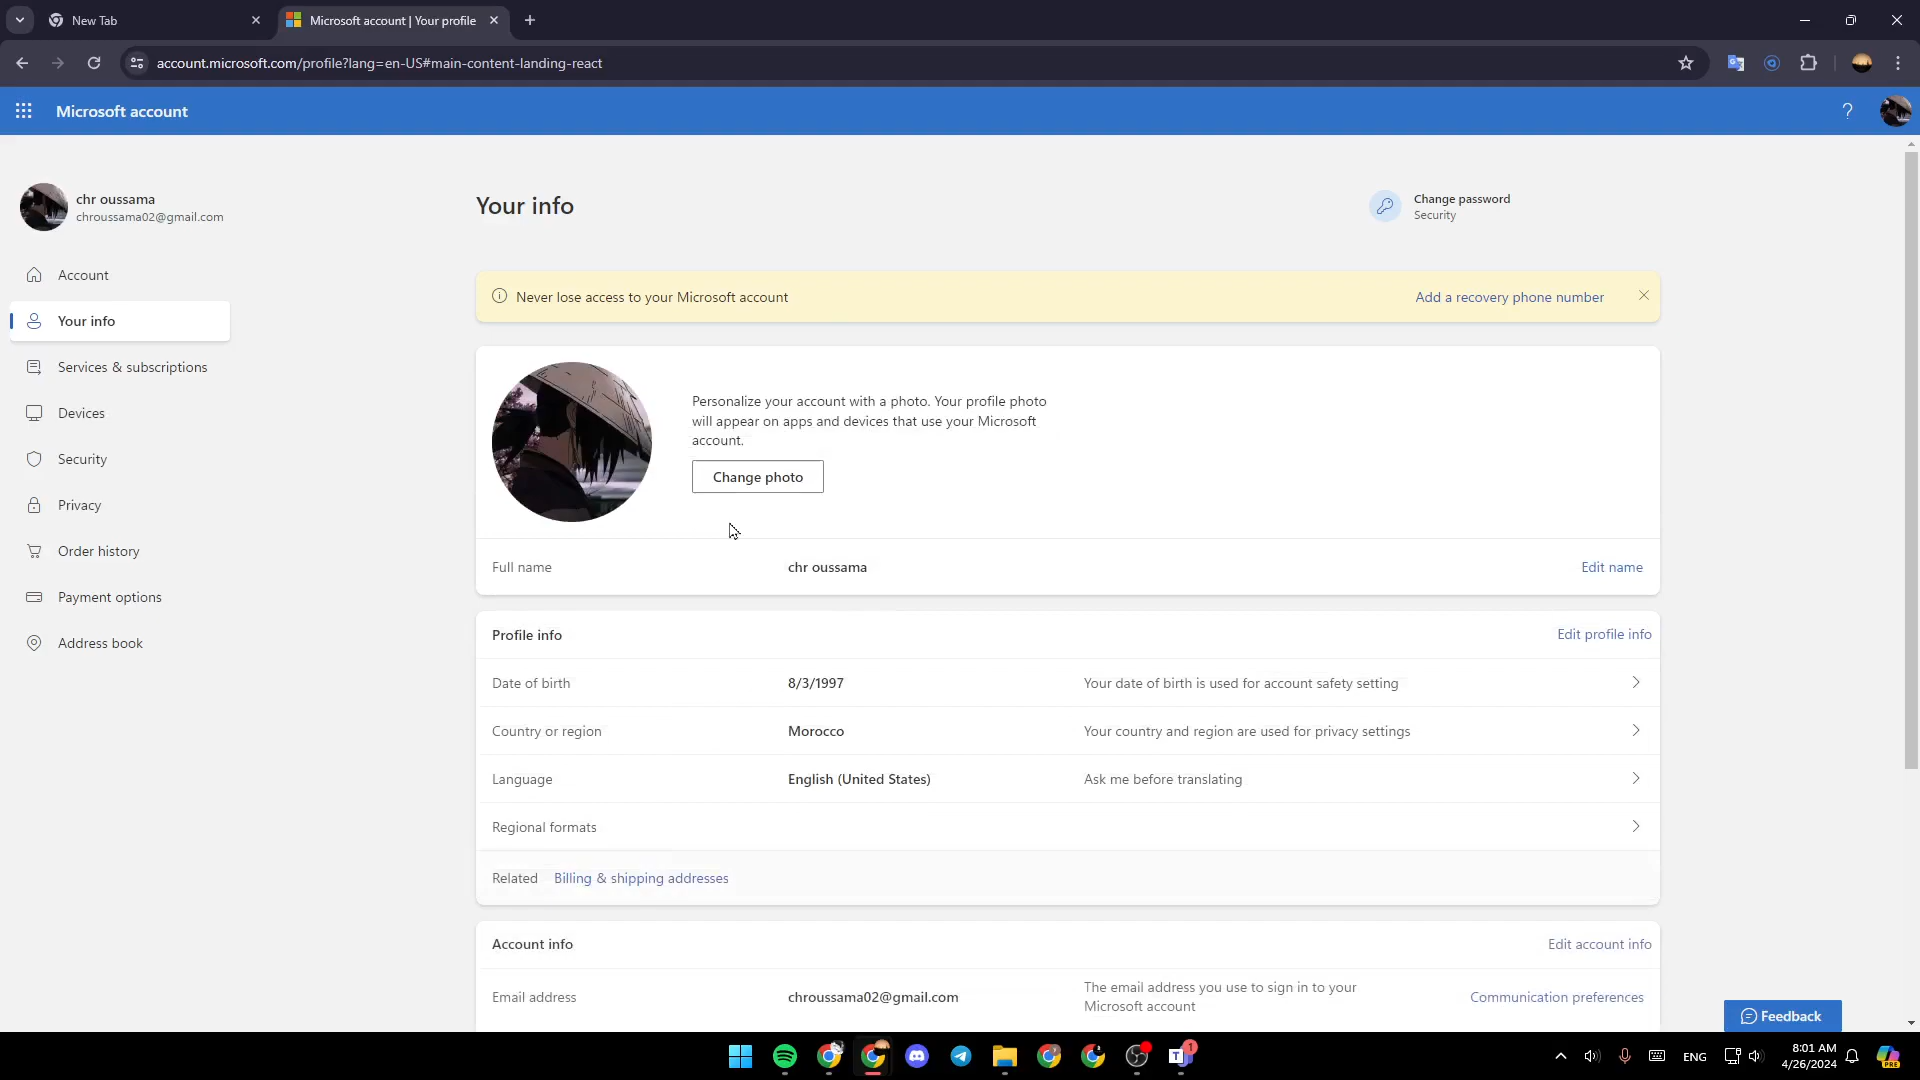 New Tab
Microsoft account | Your profile
account.microsoft.com/profile?lang=en-US#main-content-landing-react
Microsoft account
?
chr oussama
chroussama02@gmail.com
Account
Your info
Services & subscriptions
Devices
Security
Privacy
Order history
Payment options
Address book
Your info
Change password
Security
Never lose access to your Microsoft account
Add a recovery phone number
Personalize your account with a photo. Your profile photo
will appear on apps and devices that use your Microsoft
account.
Change photo
Full name
chr oussama
Edit name
Profile info
Edit profile info
Date of birth
8/3/1997
Your date of birth is used for account safety setting
Country or region
Morocco
Your country and region are used for privacy settings
Language
English (United States)
Ask me before translating
Regional formats
Related
Billing & shipping addresses
Account info
Edit account info
Email address
chroussama02@gmail.com
The email address you use to sign in to your
Microsoft account
Communication preferences
Feedback
1
ENG
8:01 AM
4/26/2024
PRE